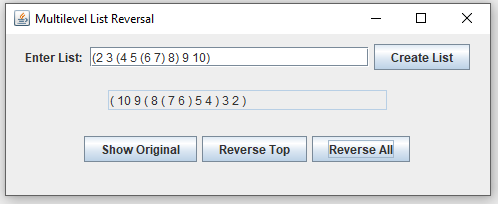 Multilevel List Reversal
Enter List: (2 3 (4 5 (6 7) 8) 9 10) Create List
( 10 9 ( 8 ( 7 6 ) 5 4 ) 3 2 )
Show Original Reverse Top Reverse All